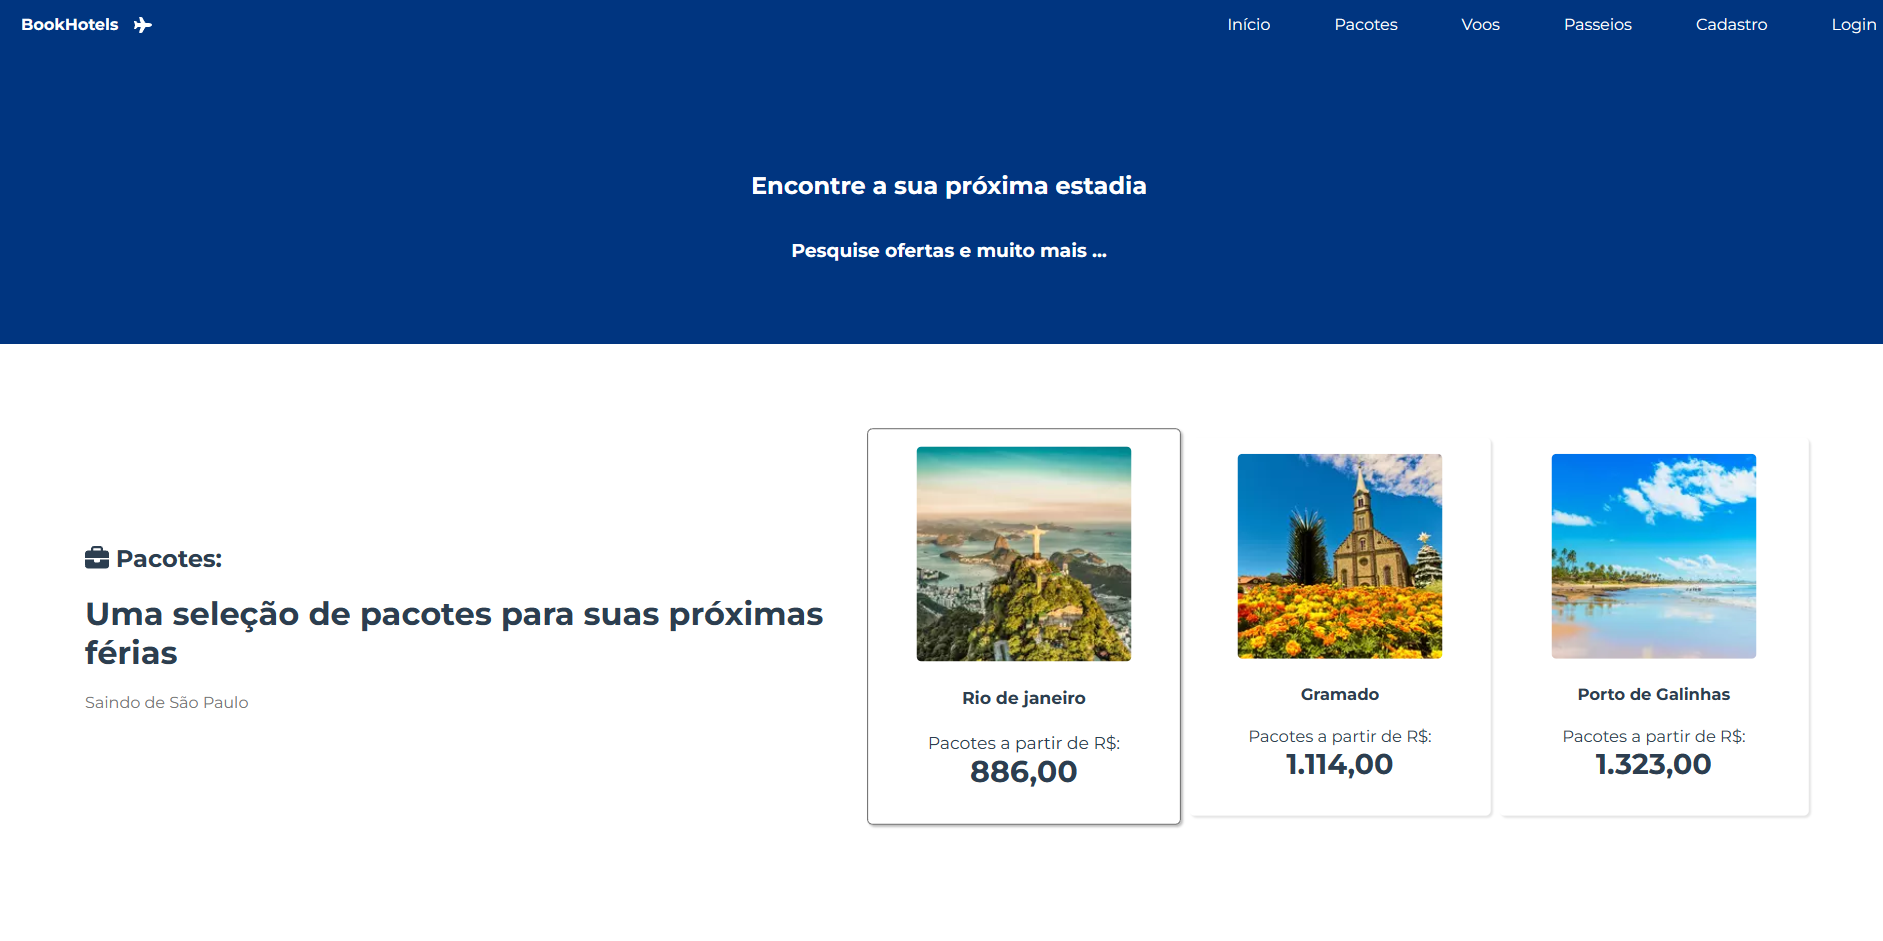 BookHotels
Início Pacotes Voos Passeios Cadastro Login
Encontre a sua próxima estadia
Pesquise ofertas e muito mais ...
Pacotes:
Uma seleção de pacotes para suas próximas
férias
Saindo de São Paulo
Rio de janeiro
Pacotes a partir de R$:
886,00
Gramado
Pacotes a partir de R$:
1.114,00
Porto de Galinhas
Pacotes a partir de R$:
1.323,00